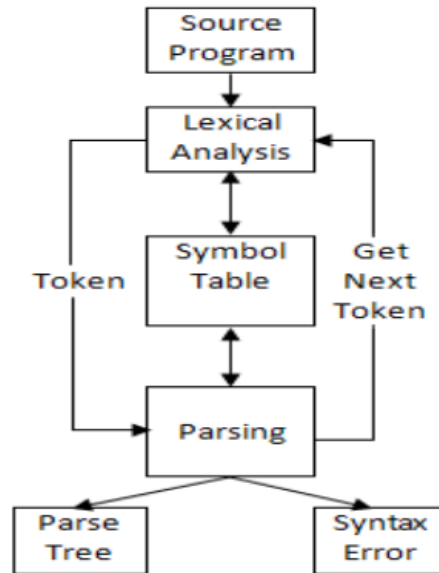 Source
Program
Lexical
Analysis
Symbol
Table
Token
Get
Next
Token
Parsing
Parse
Tree
Syntax
Error